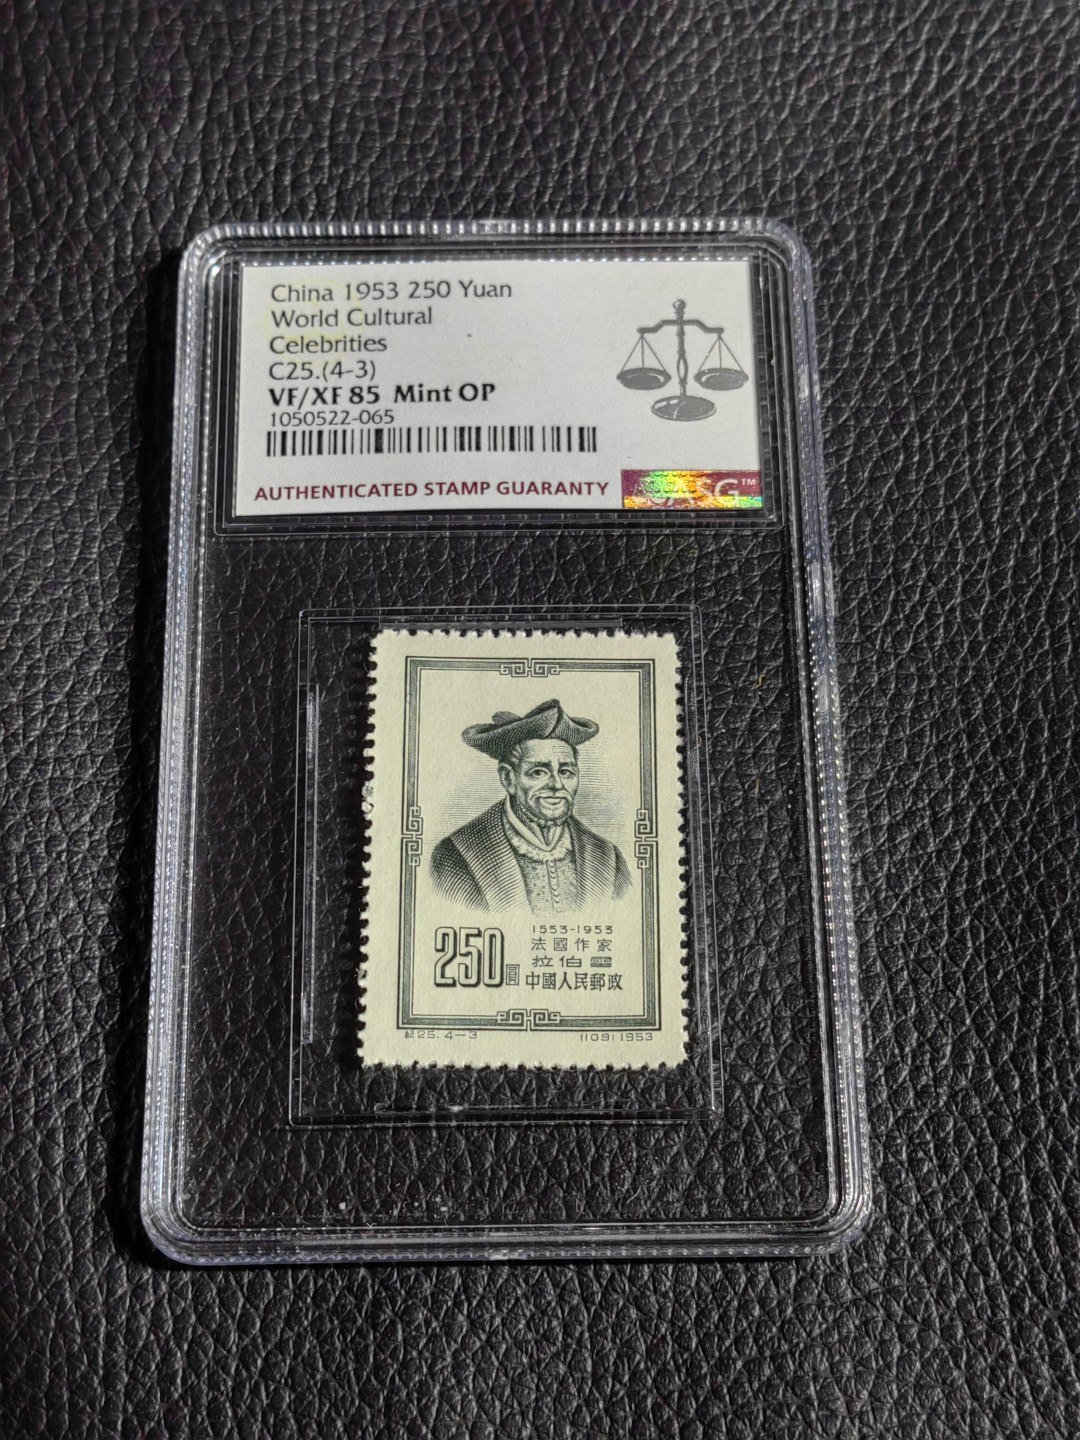 China 1953 250 Yuan
World Cultural
Celebrities
C25.(4-3)
VF/XF 85 Mint OP
1050522-065
AUTHENTICATED STAMP GUARANTY
ASG™
250圓
1553-1953
法國作家
拉伯雷
中國人民郵政
紀25.4-3
(109)1953